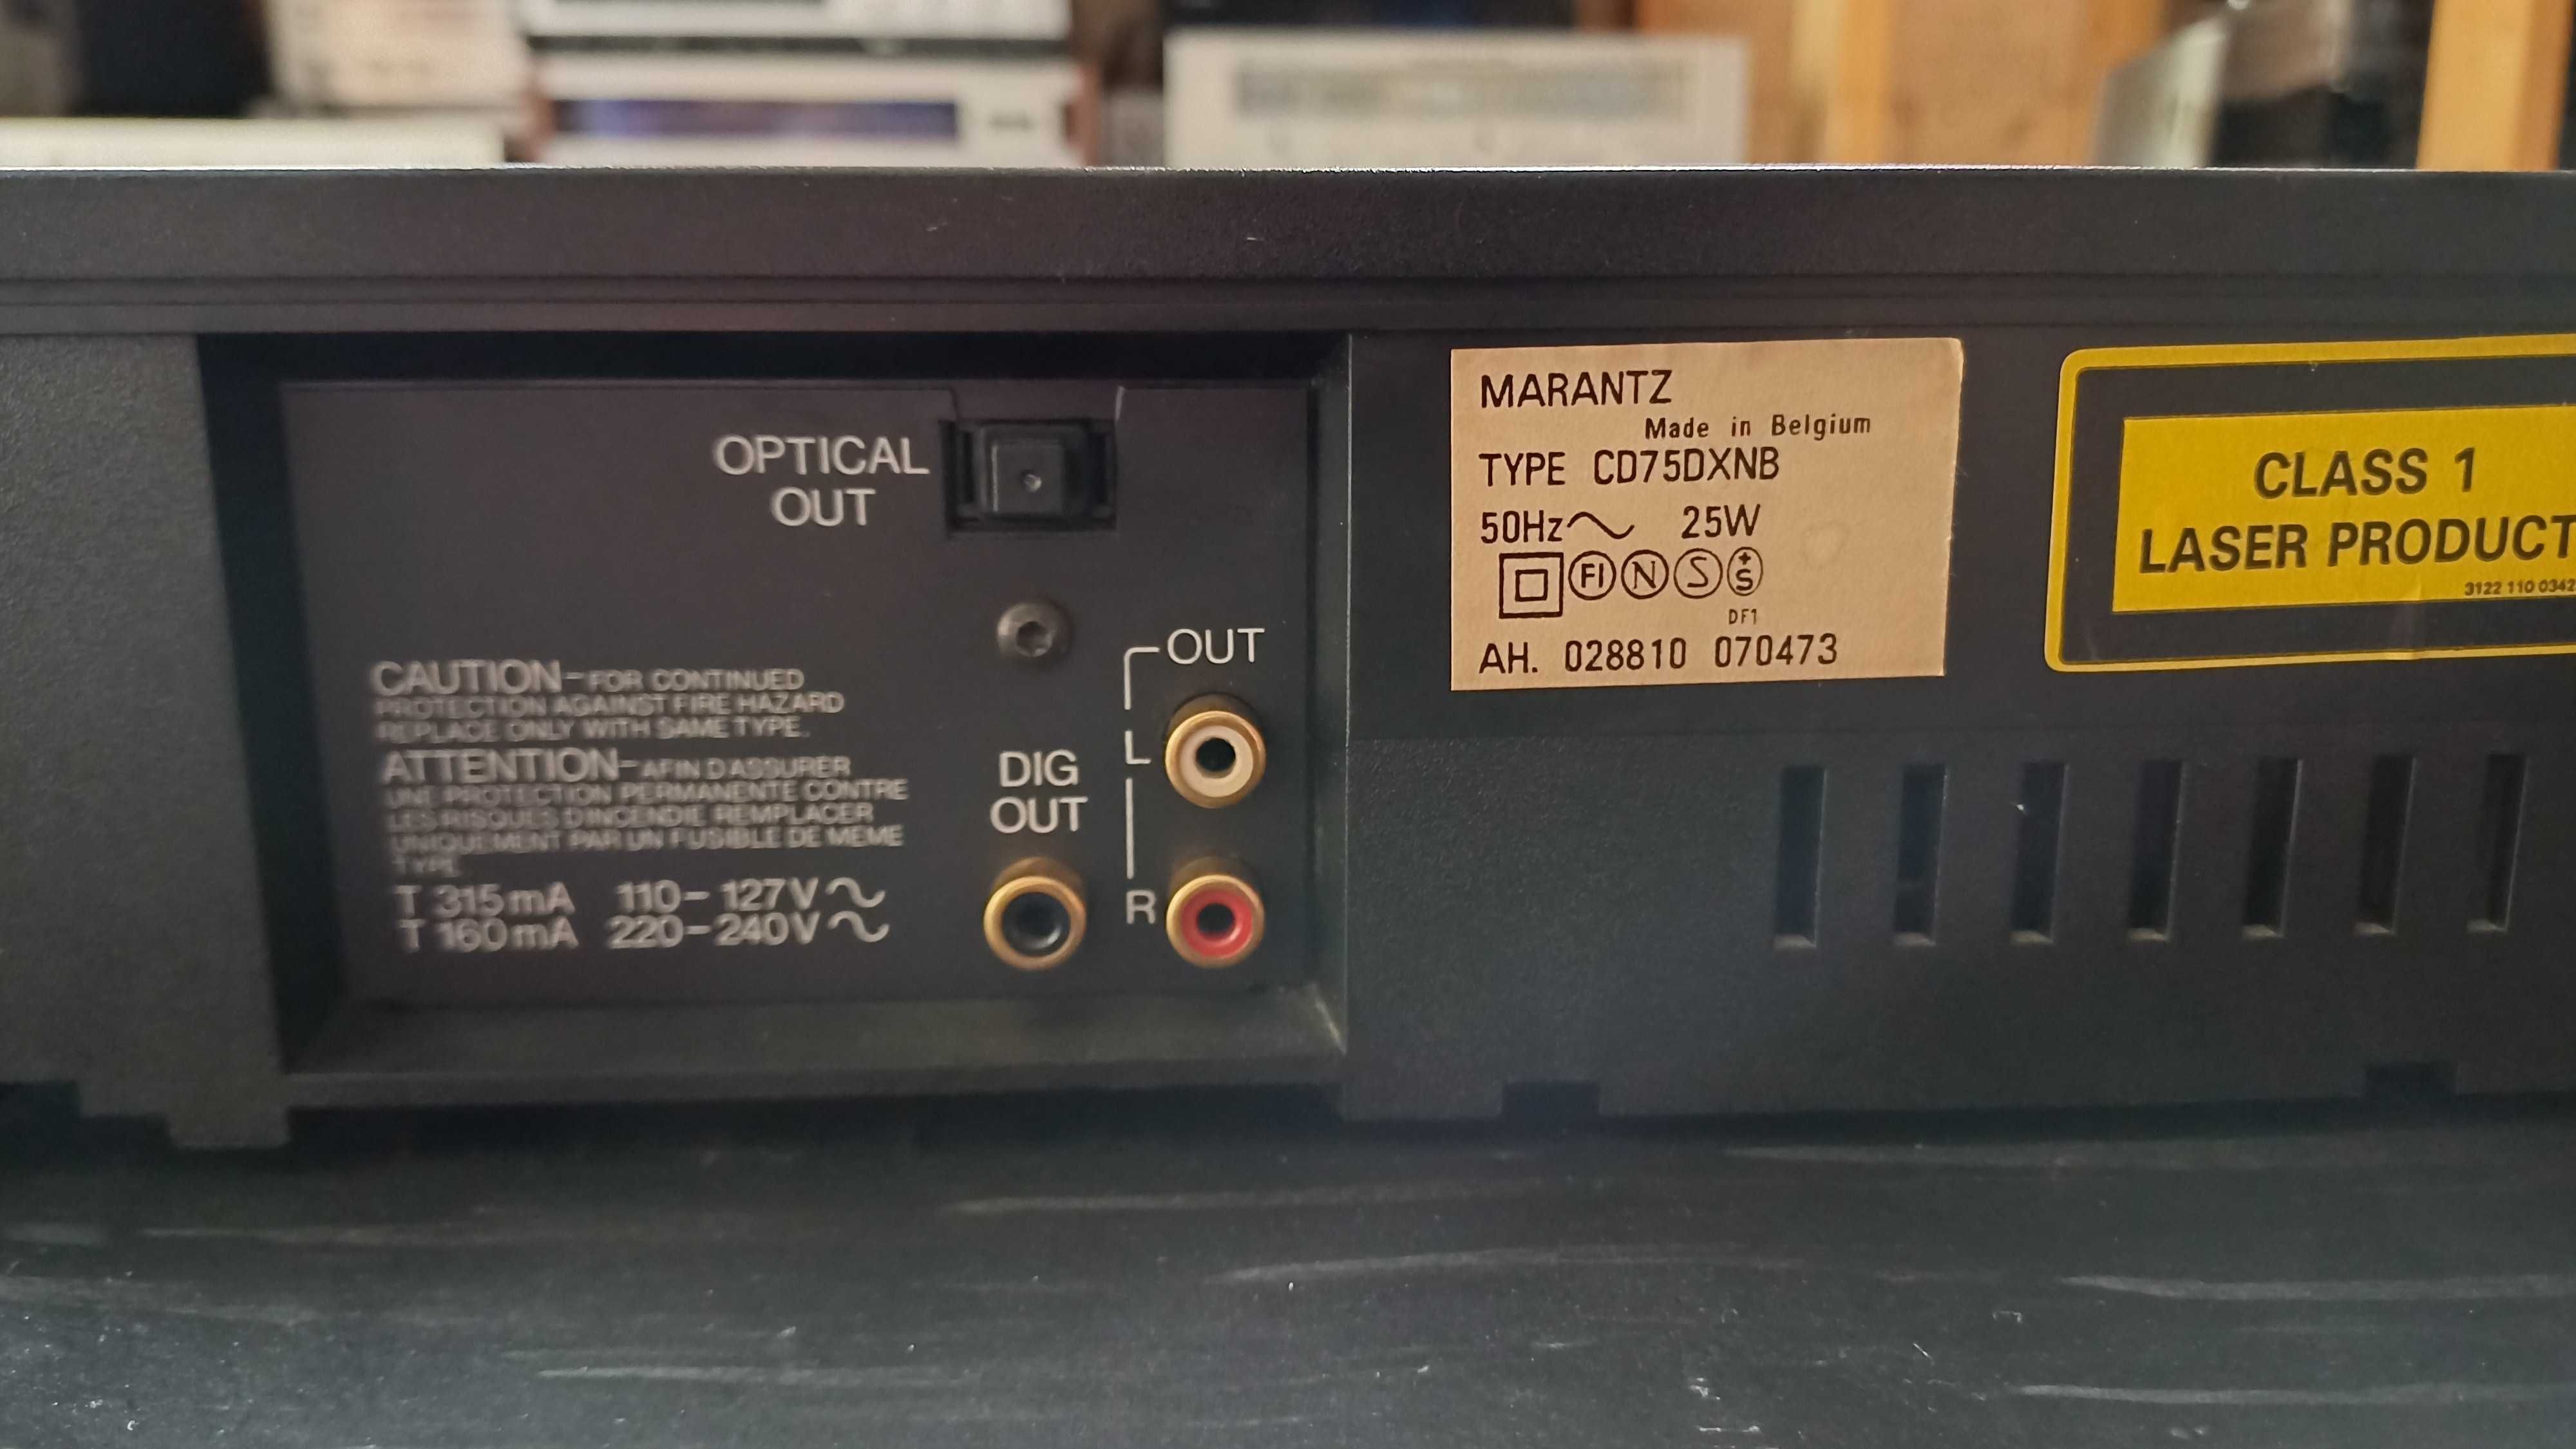 OPTICAL
OUT
CAUTION-FOR CONTINUED
PROTECTION AGAINST FIRE HAZARD
REPLACE ONLY WITH SAME TYPE.
ATTENTION-AFIN D'ASSURER
UNE PROTECTION PERMANENTE CONTRE
LES RISQUES D'INCENDIE REMPLACER
UNIQUEMENT PAR UN FUSIBLE DE MEME
TYPE.
T 315mA 110-127V~
T 160mA 220-240V~
DIG
OUT
OUT
L
R
MARANTZ
Made in Belgium
TYPE CD75DXNB
50Hz~ 25W
FI N S +S
DF1
AH. 028810 070473
CLASS 1
LASER PRODUCT
3122 110 0342